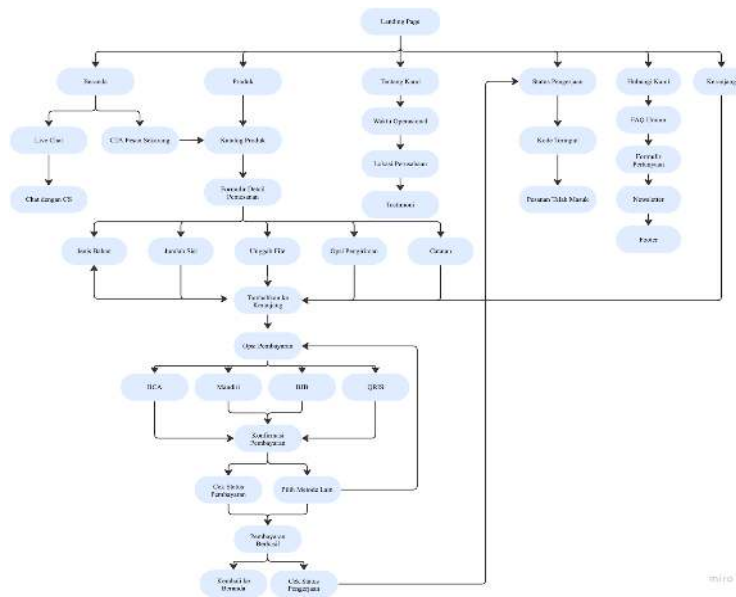 Landing Page
Beranda
Produk
Tentang Kami
Status Pengerjaan
Hubungi Kami
Keranjang
Live Chat
CTA Pesan Sekarang
Katalog Produk
Waktu Operasional
Kode
FAQ Umum
Chat dengan CS
Formulir Detail
Pemesanan
Lokasi Perusahaan
Formulir
Pertanyaan
Testimoni
Pesanan Telah Masuk
Newsletter
Footer
Jenis Bahan
Jumlah Sisi
Unggah File
Opsi Pengiriman
Catatan
Tambahkan ke
Keranjang
Opsi Pembayaran
BCA
Mandiri
BJB
QRIS
Konfirmasi
Pembayaran
Cek Status
Pembayaran
Pilih Metode Lain
Pembayaran
Berhasil
Kembali ke
Beranda
Cek Status
Pengerjaan
miro